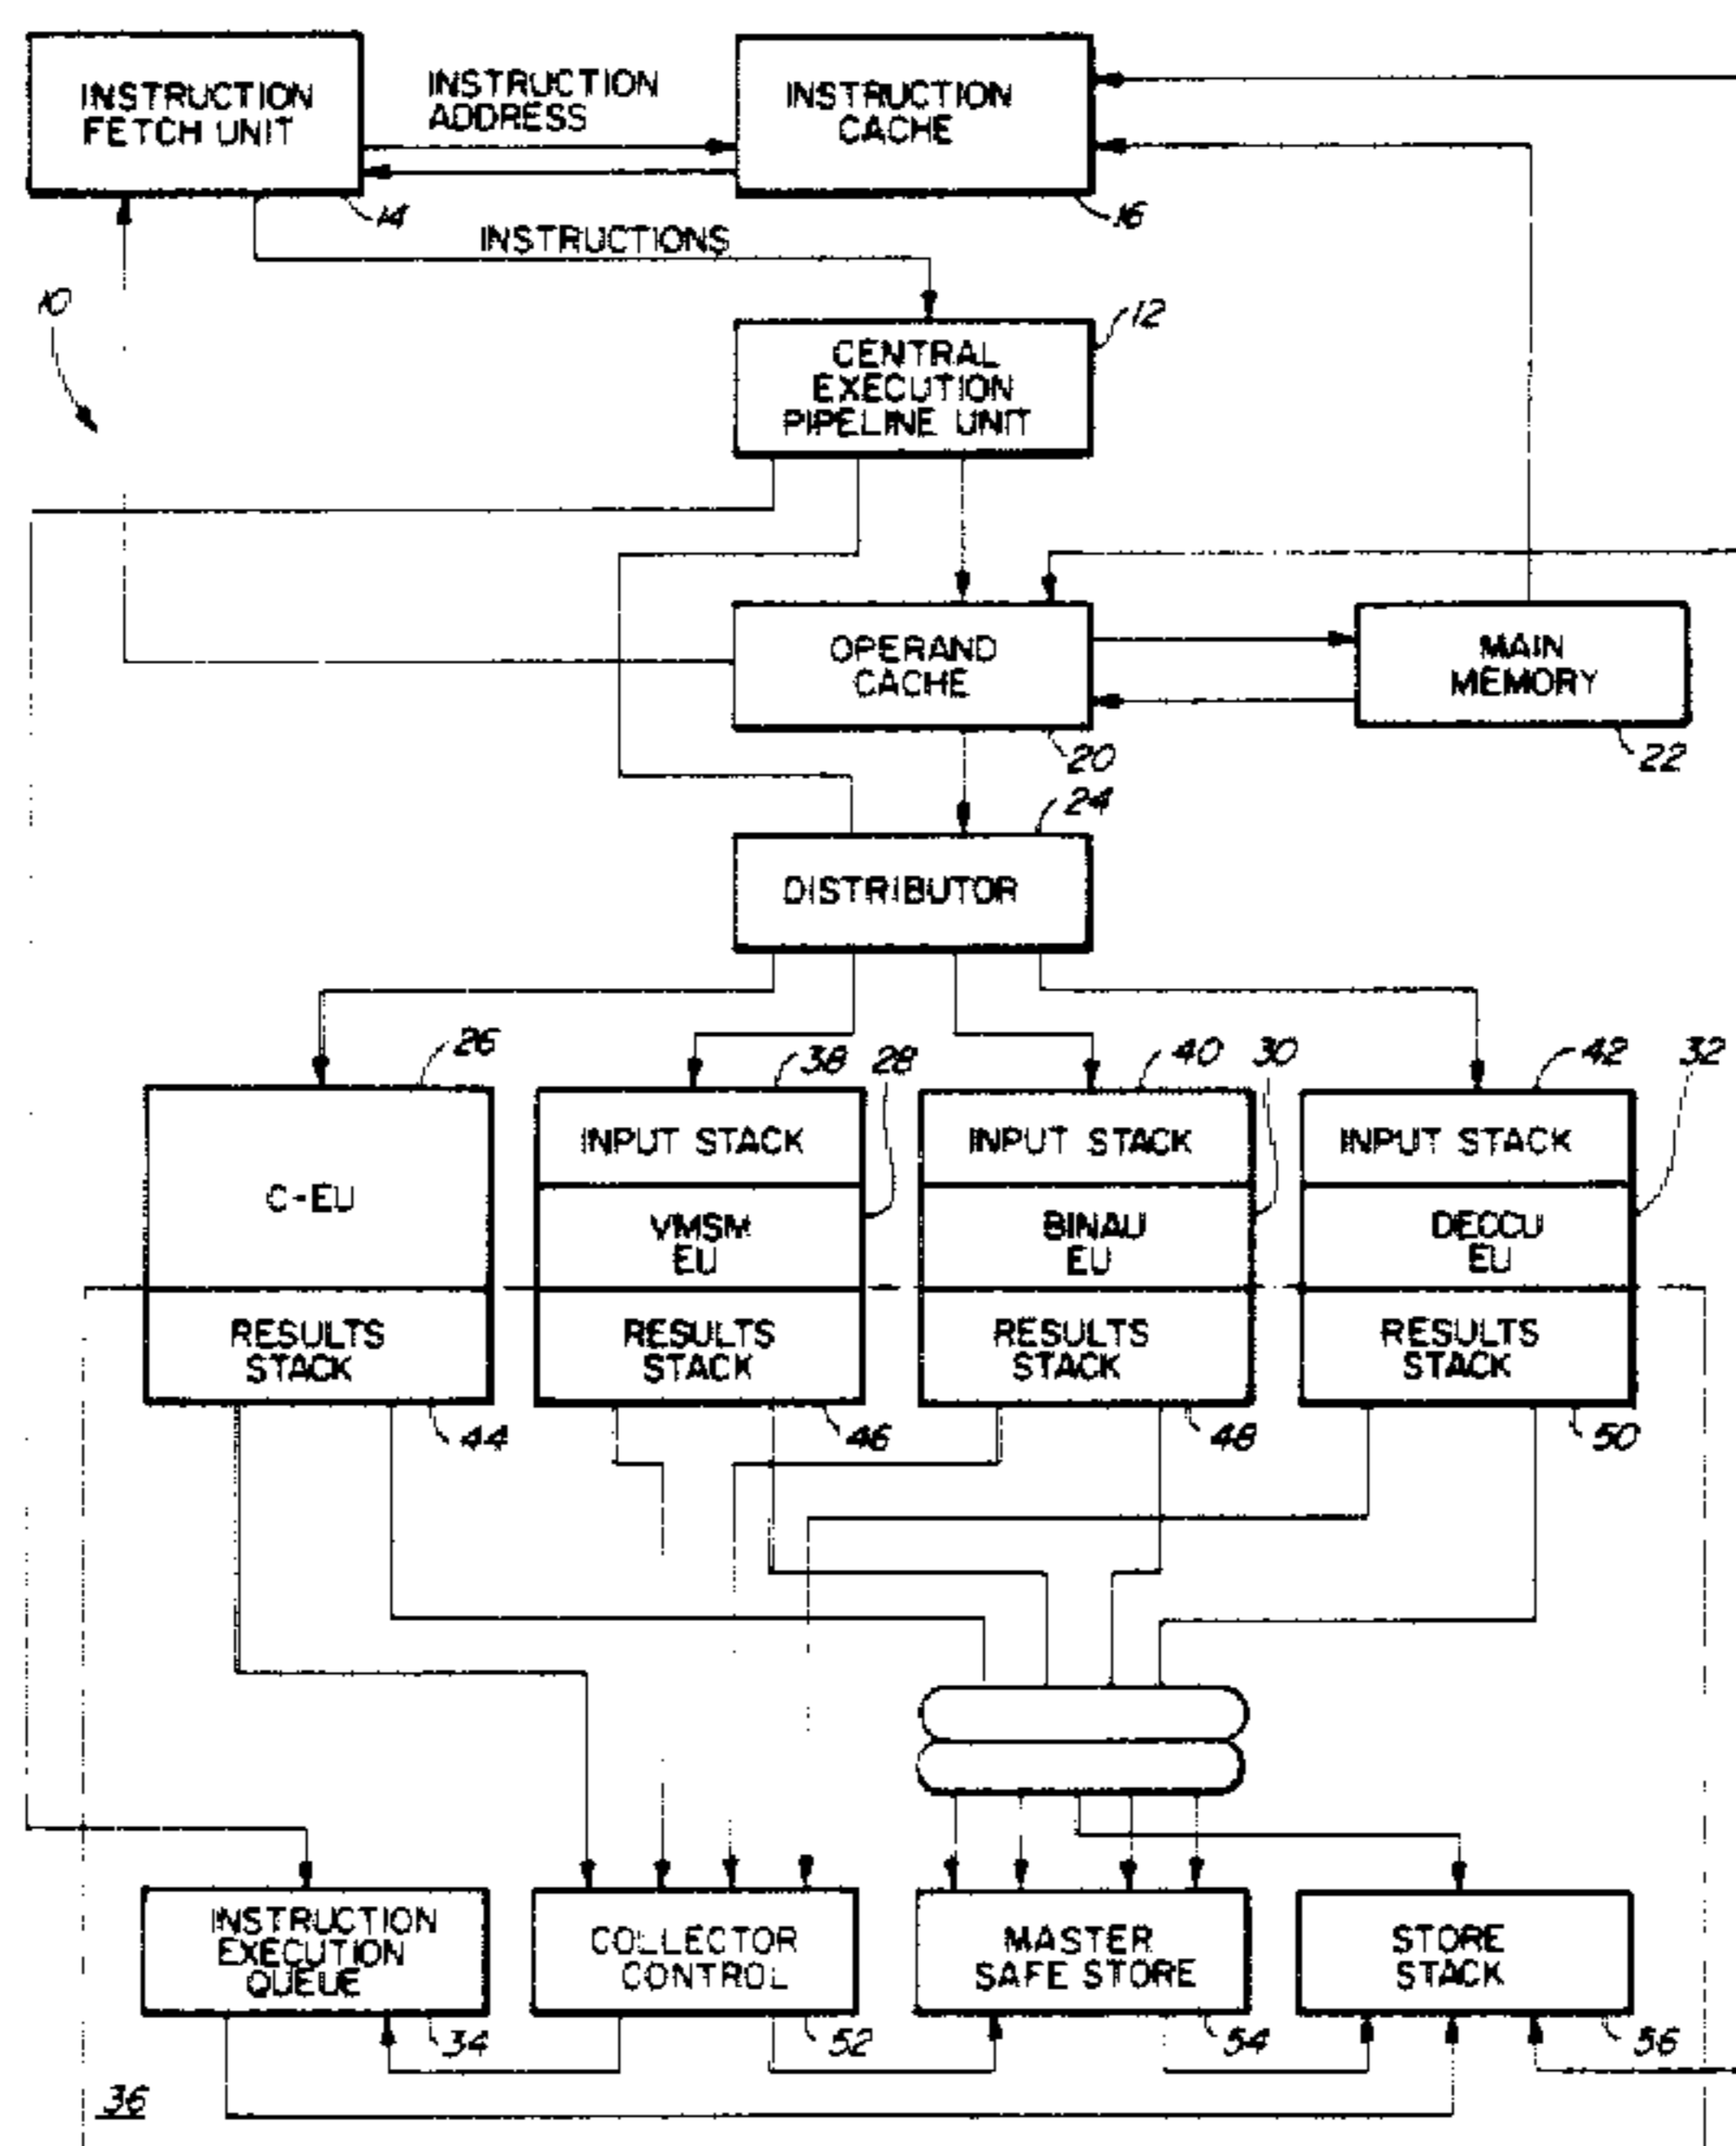 INSTRUCTION
FETCH UNIT
INSTRUCTION
ADDRESS
INSTRUCTION
CACHE
14
16
INSTRUCTIONS
10
12
CENTRAL
EXECUTION
PIPELINE UNIT
OPERAND
CACHE
MAIN
MEMORY
20
22
24
DISTRIBUTOR
26
38
28
40
30
42
32
C-EU
INPUT STACK
VMSM
EU
INPUT STACK
BINAU
EU
INPUT STACK
DECCU
EU
RESULTS
STACK
RESULTS
STACK
RESULTS
STACK
RESULTS
STACK
44
46
48
50
INSTRUCTION
EXECUTION
QUEUE
COLLECTOR
CONTROL
MASTER
SAFE STORE
STORE
STACK
34
52
54
56
36